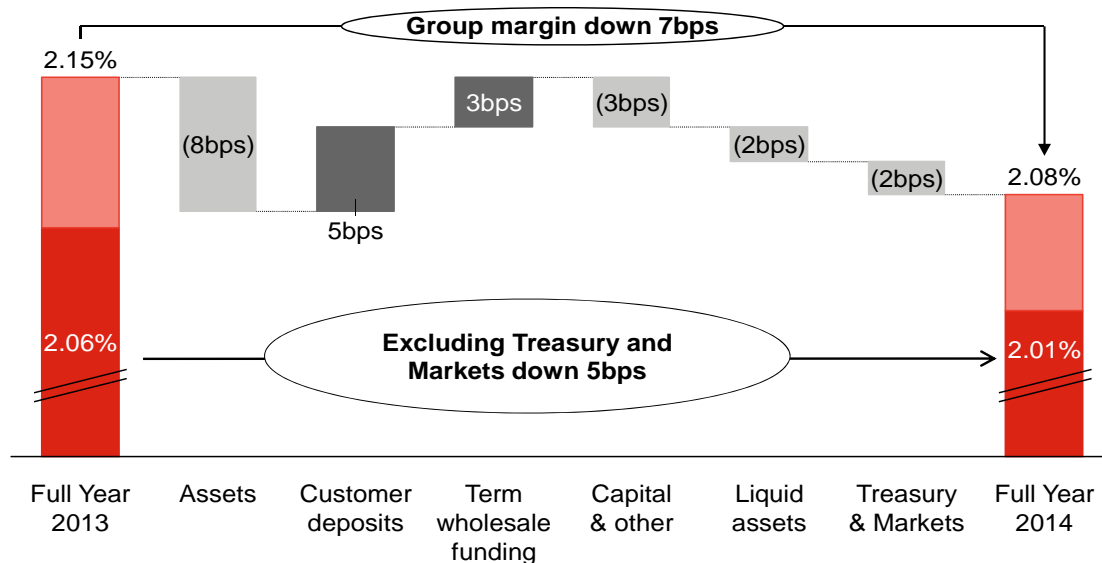 Group margin down 7bps
2.15%
(8bps)
5bps
3bps
(3bps)
(2bps)
(2bps)
2.08%
2.06%
Excluding Treasury and
Markets down 5bps
2.01%
Full Year
2013
Assets
Customer
deposits
Term
wholesale
funding
Capital
& other
Liquid
assets
Treasury
& Markets
Full Year
2014